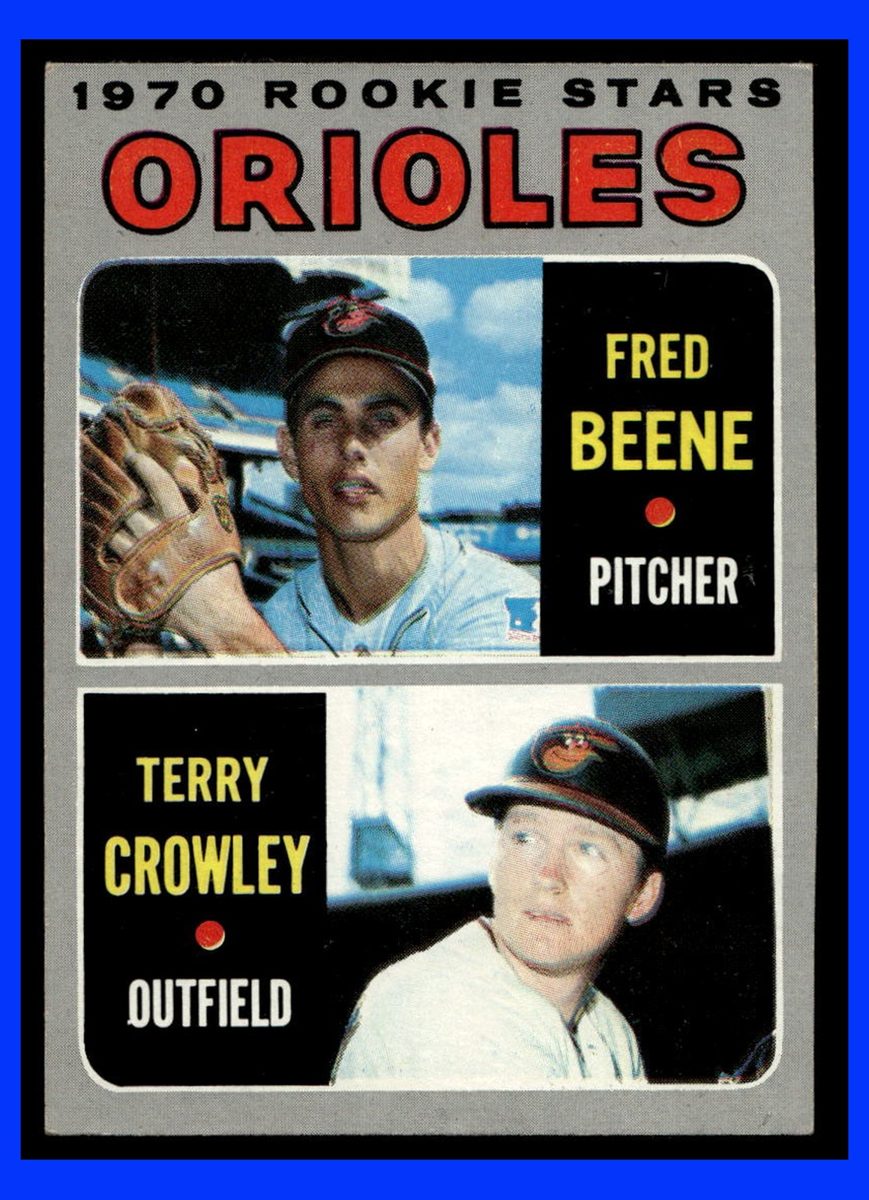 1970 ROOKIE STARS
ORIOLES
FRED
BEENE
PITCHER
TERRY
CROWLEY
OUTFIELD